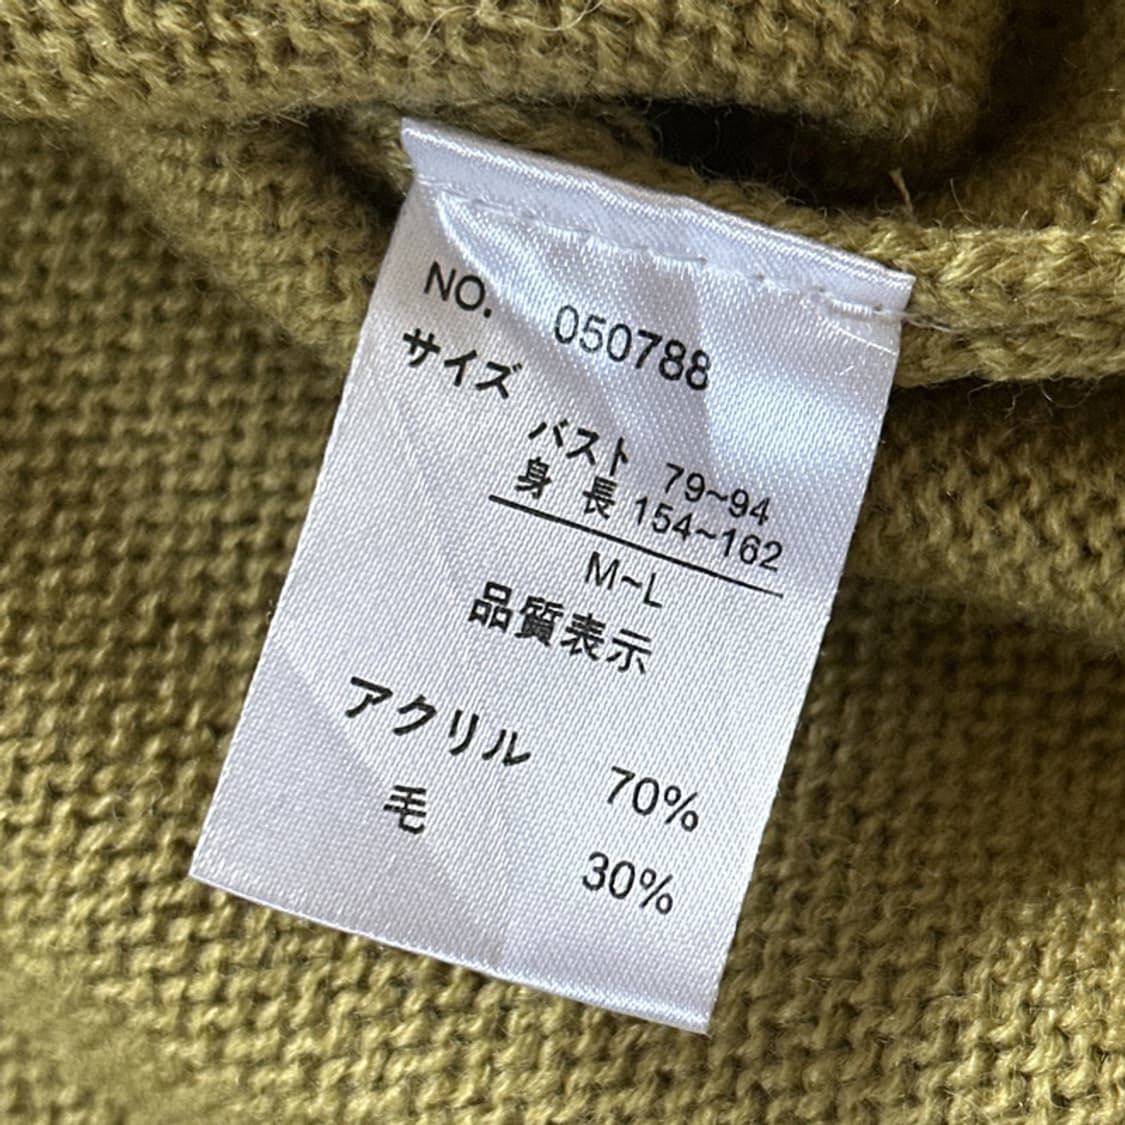 NO. 050788
サイズ
バスト 79~94
身長 154~162
M~L
品質表示
アクリル 70%
毛 30%